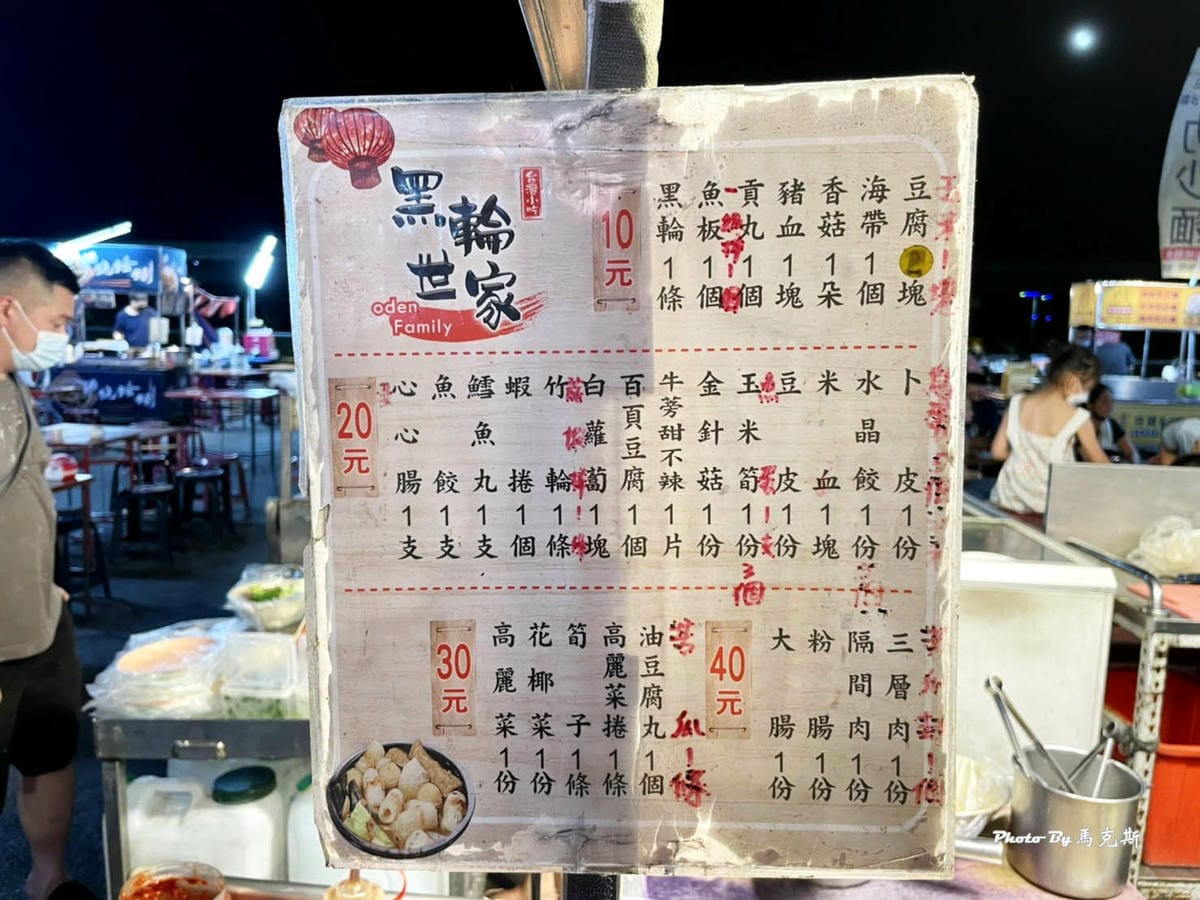 台灣小吃
黑輪世家
oden
Family
10元
豆腐 塊
海帶1個
香菇1朵
豬血1塊
貢丸1個
魚板1個
黑輪1條
20元
卜皮1份
水晶餃1份
米血1塊
豆皮1份
玉米筍1份
金針菇1份
牛蒡甜不辣1片
百頁豆腐1個
白蘿蔔1塊
竹輪1條
蝦捲1個
鱈魚丸1支
魚餃1支
心心腸1支
40元
三層肉1份
隔間肉1份
粉腸1份
大腸1份
30元
苦瓜1條
油豆腐丸1個
高麗菜捲1條
筍子1條
花椰菜1份
高麗菜1份
Photo By 馬克斯